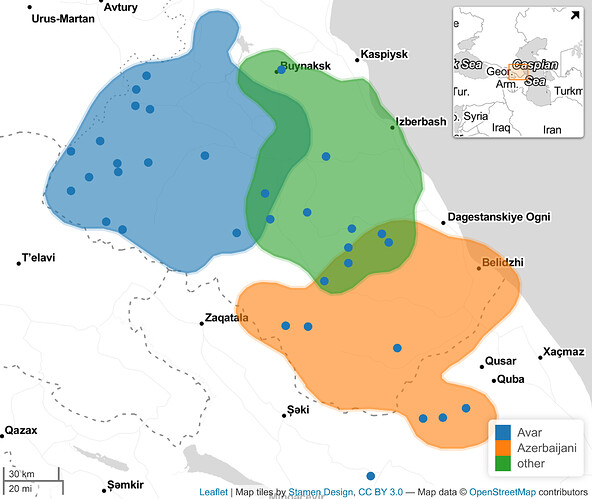 Avtury
Urus-Martan
Kaspiysk
Buynaksk
Izberbash
Dagestanskiye Ogni
T'elavi
Belidzhi
Zaqatala
Xaçmaz
Qusar
Quba
Şəki
Qazax
Şəmkir
k Sea
Geor
Caspian
Sea
Arm.
Tur.
Turkm
Syria
Iraq
Iran
Avar
Azerbaijani
other
30 km
20 mi
Leaflet | Map tiles by Stamen Design, CC BY 3.0 — Map data © OpenStreetMap contributors